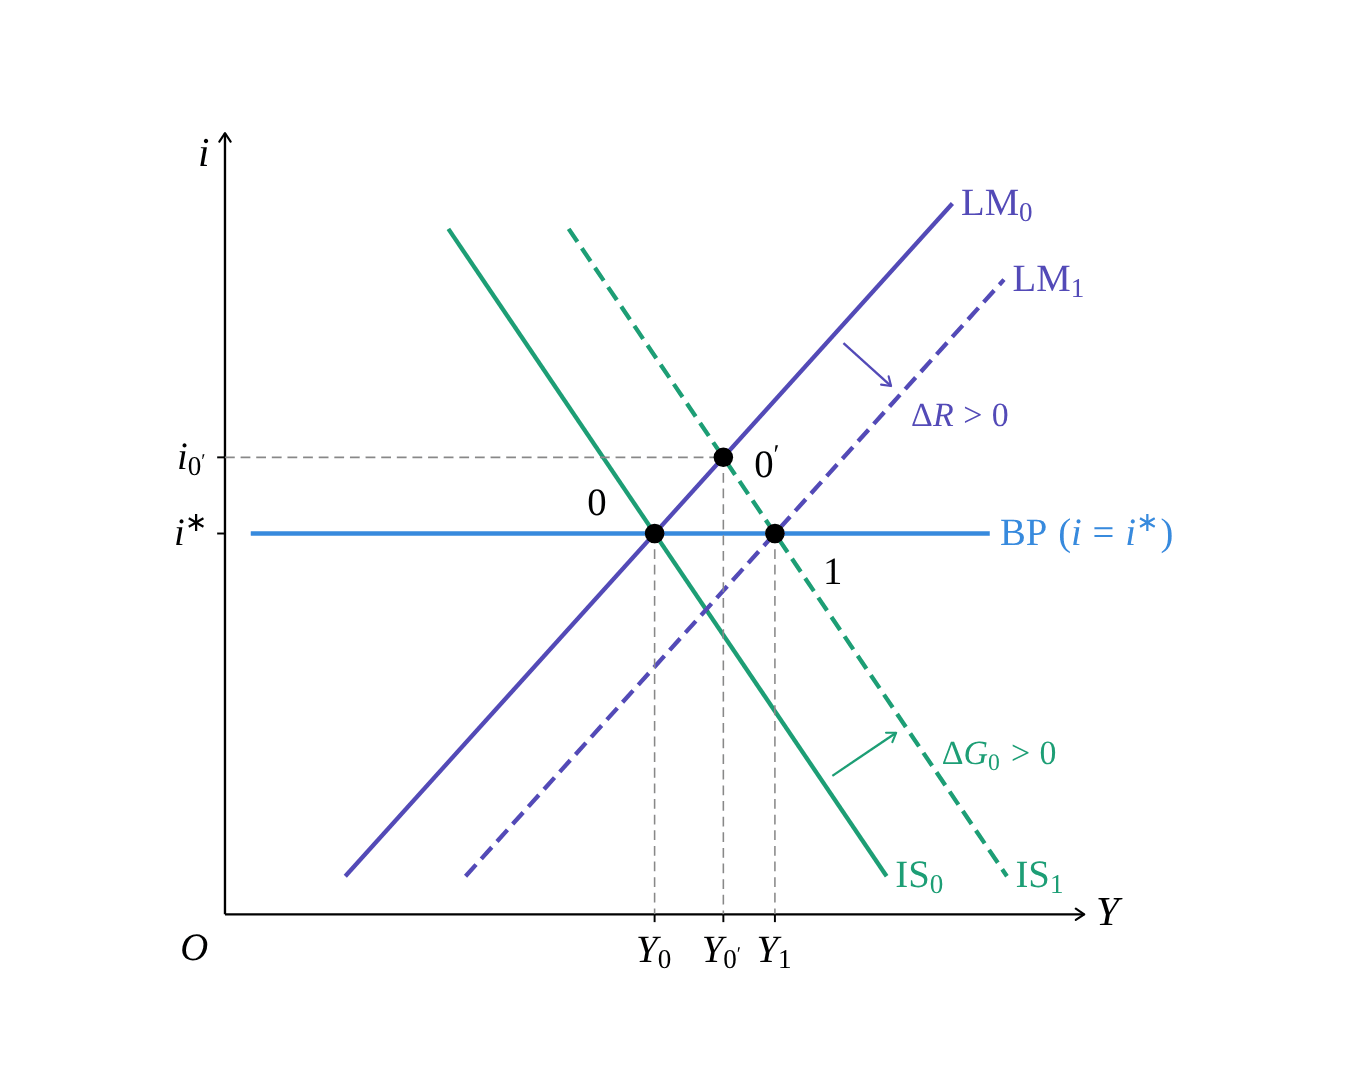 i
LM₀
LM₁
ΔR > 0
i₀′
0′
0
i*
BP (i = i*)
1
ΔG₀ > 0
IS₀
IS₁
Y
O
Y₀
Y₀′
Y₁